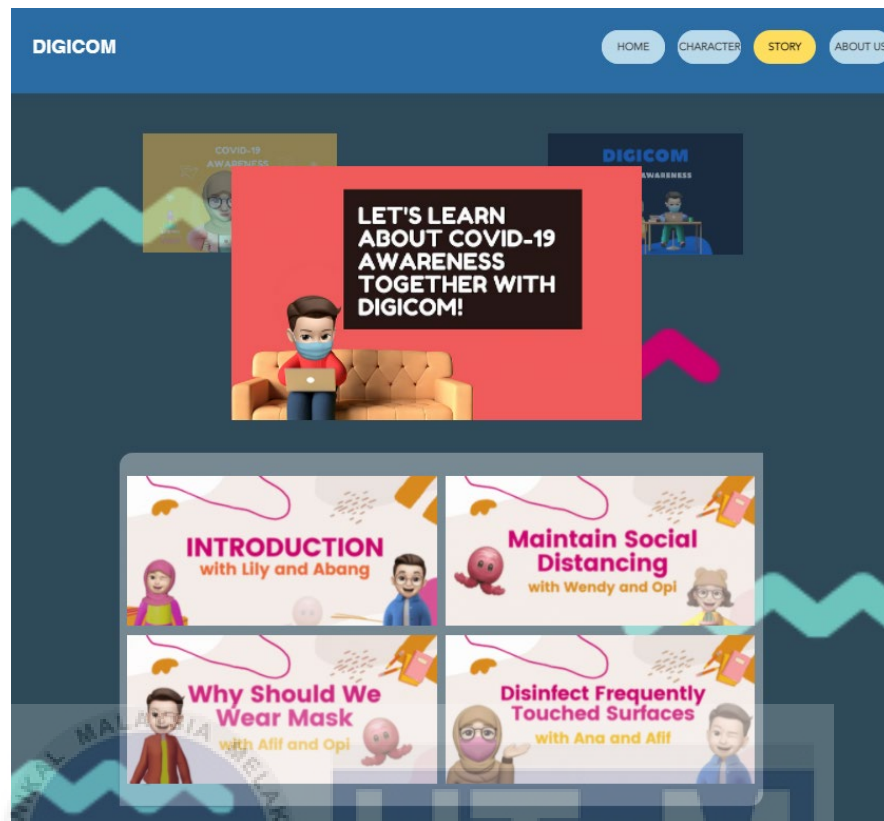 DIGICOM
HOME
CHARACTER
STORY
ABOUT US
COVID-19
AWARENESS
DIGICOM
AWARENESS
LET'S LEARN
ABOUT COVID-19
AWARENESS
TOGETHER WITH
DIGICOM!
INTRODUCTION
with Lily and Abang
Maintain Social
Distancing
with Wendy and Opi
Why Should We
Wear Mask
with Afif and Opi
Disinfect Frequently
Touched Surfaces
with Ana and Afif
MALAYSIA